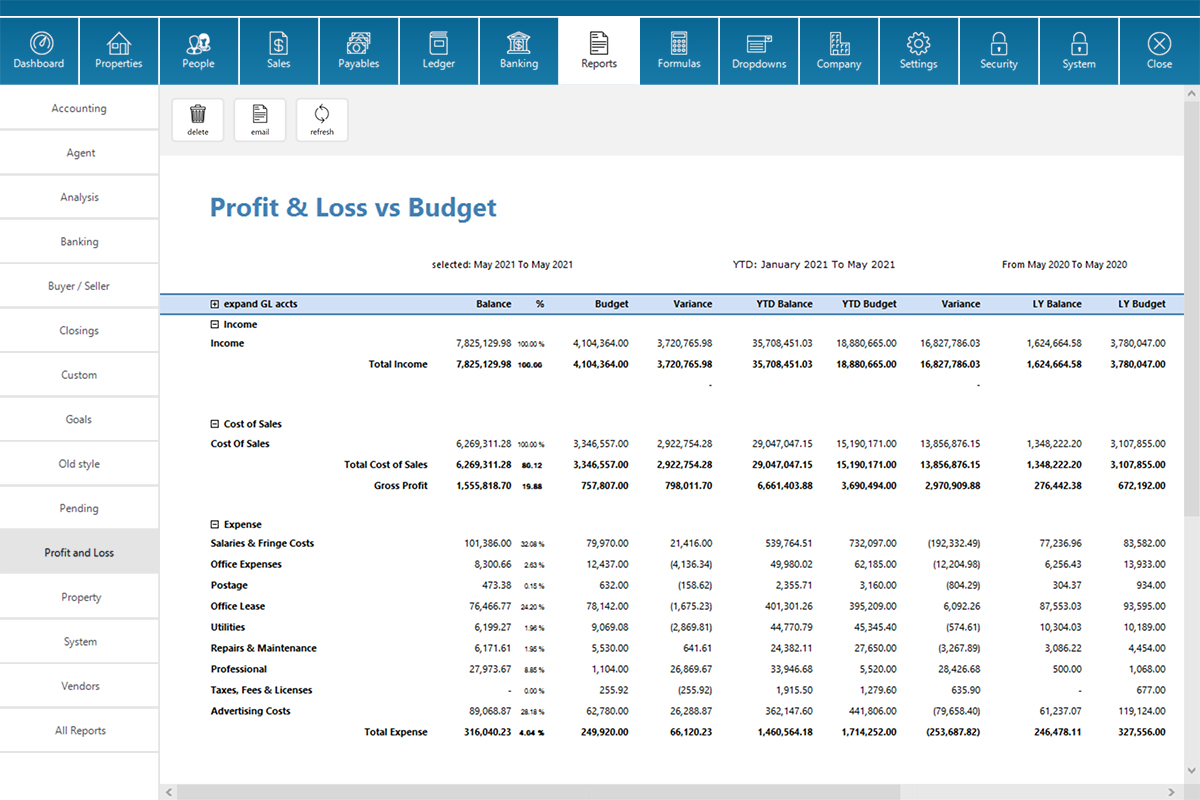 Dashboard Properties People Sales Payables Ledger Banking Reports Formulas Dropdowns Company Settings Security System Close
Accounting
Agent
Analysis
Banking
Buyer / Seller
Closings
Custom
Goals
Old style
Pending
Profit and Loss
Property
System
Vendors
All Reports
delete email refresh
Profit & Loss vs Budget
selected: May 2021 To May 2021 YTD: January 2021 To May 2021 From May 2020 To May 2020
expand GL accts Balance % Budget Variance YTD Balance YTD Budget Variance LY Balance LY Budget
Income
Income 7,825,129.98 100.00 % 4,104,364.00 3,720,765.98 35,708,451.03 18,880,665.00 16,827,786.03 1,624,664.58 3,780,047.00
Total Income 7,825,129.98 100.00 4,104,364.00 3,720,765.98 35,708,451.03 18,880,665.00 16,827,786.03 1,624,664.58 3,780,047.00
- -
Cost of Sales
Cost Of Sales 6,269,311.28 100.00 % 3,346,557.00 2,922,754.28 29,047,047.15 15,190,171.00 13,856,876.15 1,348,222.20 3,107,855.00
Total Cost of Sales 6,269,311.28 80.12 3,346,557.00 2,922,754.28 29,047,047.15 15,190,171.00 13,856,876.15 1,348,222.20 3,107,855.00
Gross Profit 1,555,818.70 19.88 757,807.00 798,011.70 6,661,403.88 3,690,494.00 2,970,909.88 276,442.38 672,192.00
Expense
Salaries & Fringe Costs 101,386.00 32.08 % 79,970.00 21,416.00 539,764.51 732,097.00 (192,332.49) 77,236.96 83,582.00
Office Expenses 8,300.66 2.63 % 12,437.00 (4,136.34) 49,980.02 62,185.00 (12,204.98) 6,256.43 13,933.00
Postage 473.38 0.15 % 632.00 (158.62) 2,355.71 3,160.00 (804.29) 304.37 934.00
Office Lease 76,466.77 24.20 % 78,142.00 (1,675.23) 401,301.26 395,209.00 6,092.26 87,553.03 93,595.00
Utilities 6,199.27 1.96 % 9,069.08 (2,869.81) 44,770.79 45,345.40 (574.61) 10,304.03 10,189.00
Repairs & Maintenance 6,171.61 1.95 % 5,530.00 641.61 24,382.11 27,650.00 (3,267.89) 3,086.22 4,454.00
Professional 27,973.67 8.85 % 1,104.00 26,869.67 33,946.68 5,520.00 28,426.68 500.00 1,068.00
Taxes, Fees & Licenses - 0.00 % 255.92 (255.92) 1,915.50 1,279.60 635.90 - 677.00
Advertising Costs 89,068.87 28.18 % 62,780.00 26,288.87 362,147.60 441,806.00 (79,658.40) 61,237.07 119,124.00
Total Expense 316,040.23 4.04 % 249,920.00 66,120.23 1,460,564.18 1,714,252.00 (253,687.82) 246,478.11 327,556.00